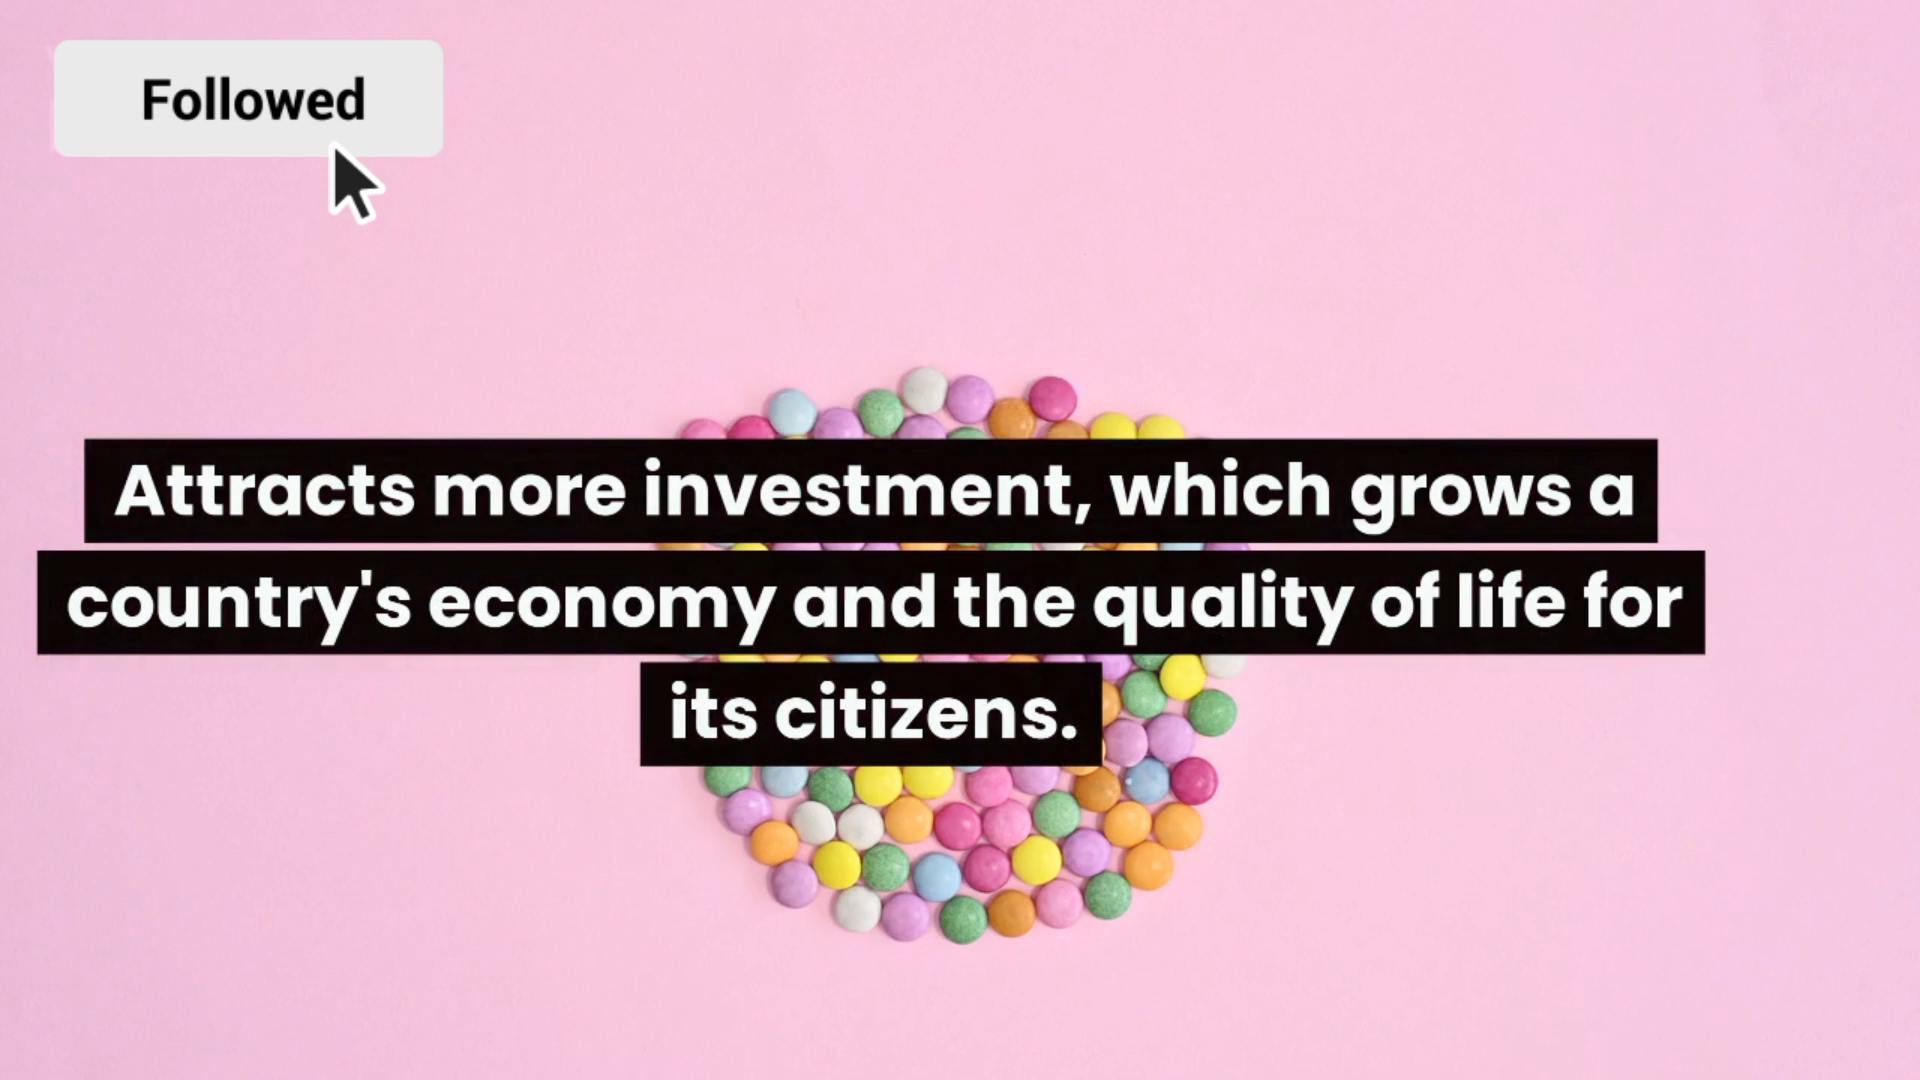 Followed
Attracts more investment, which grows a
country's economy and the quality of life for
its citizens.